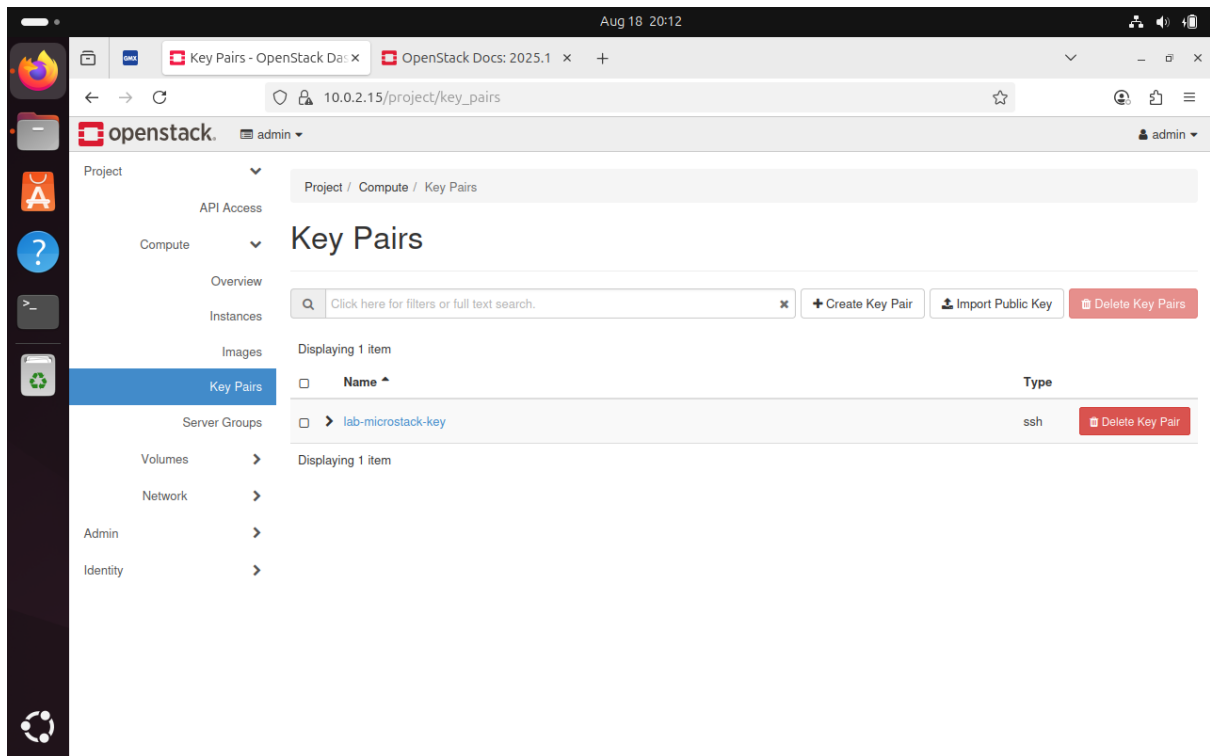 Aug 18 20:12
GMX
Key Pairs - OpenStack Das
OpenStack Docs: 2025.1
10.0.2.15/project/key_pairs
openstack.
admin
admin
Project
API Access
Compute
Overview
Instances
Images
Key Pairs
Server Groups
Volumes
Network
Admin
Identity
Project / Compute / Key Pairs
Key Pairs
Click here for filters or full text search.
Create Key Pair
Import Public Key
Delete Key Pairs
Displaying 1 item
Name
Type
lab-microstack-key
ssh
Delete Key Pair
Displaying 1 item